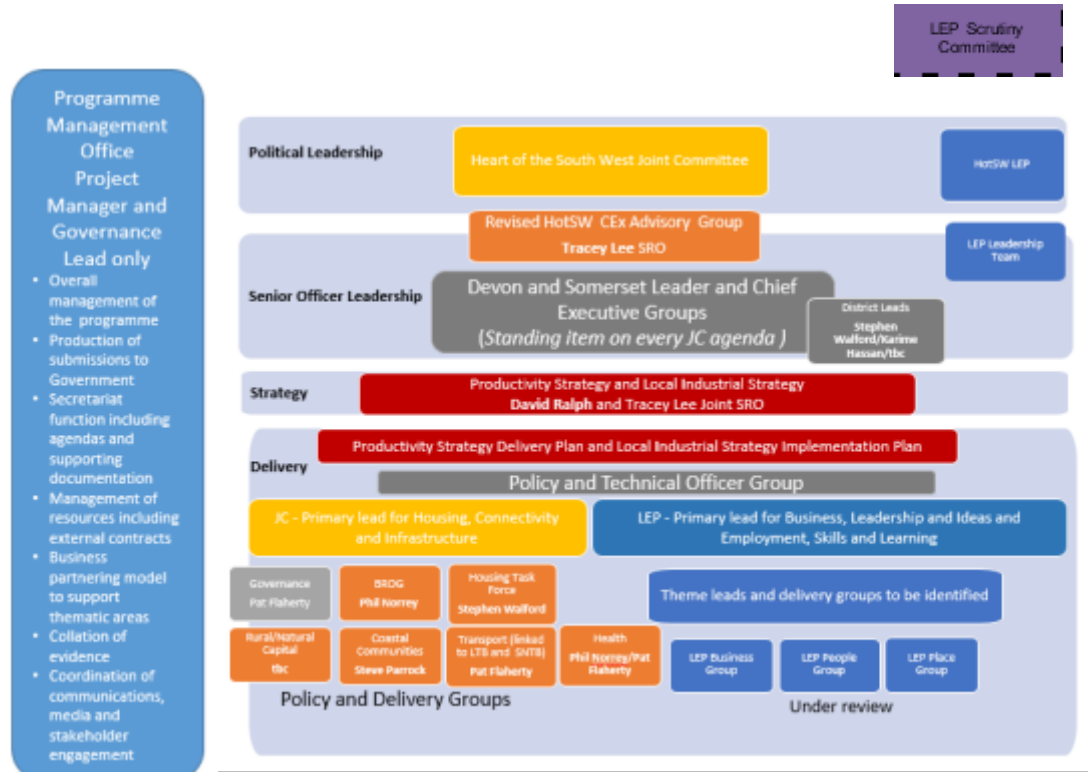 LEP Scrutiny
Committee
Programme
Management
Office
Project
Manager and
Governance
Lead only
• Overall
management of
the programme
• Production of
submissions to
Government
• Secretariat
function including
agendas and
supporting
documentation
• Management of
resources including
external contracts
• Business
partnering model
to support
thematic areas
• Collation of
evidence
• Coordination of
communications,
media and
stakeholder
engagement
Political Leadership
Heart of the South West Joint Committee
HotSW LEP
Revised HotSW CEx Advisory Group
Tracey Lee SRO
LEP Leadership
Team
Senior Officer Leadership
Devon and Somerset Leader and Chief
Executive Groups
(Standing item on every JC agenda )
District Leads
Stephen
Walford/Karime
Hassan/tbc
Strategy
Productivity Strategy and Local Industrial Strategy
David Ralph and Tracey Lee Joint SRO
Delivery
Productivity Strategy Delivery Plan and Local Industrial Strategy Implementation Plan
Policy and Technical Officer Group
JC - Primary lead for Housing, Connectivity
and Infrastructure
LEP - Primary lead for Business, Leadership and Ideas and
Employment, Skills and Learning
Governance
Pat Flaherty
BROG
Phil Norrey
Housing Task
Force
Stephen Walford
Theme leads and delivery groups to be identified
Rural/Natural
Capital
tbc
Coastal
Communities
Steve Parrock
Transport (linked
to LTB and SNTB)
Pat Flaherty
Health
Phil Norrey/Pat
Flaherty
LEP Business
Group
LEP People
Group
LEP Place
Group
Policy and Delivery Groups
Under review